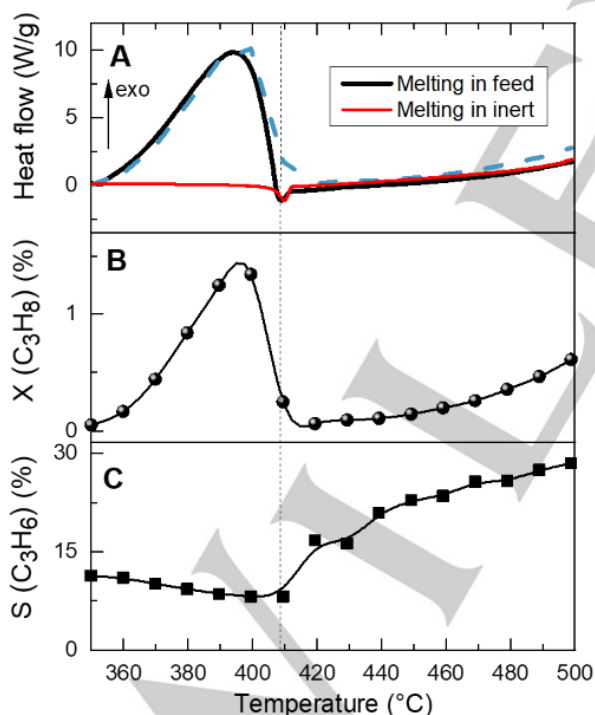 A
exo
Melting in feed
Melting in inert
Heat flow (W/g)
10
5
0
B
X (C₃H₈) (%)
1
0
C
S (C₃H₆) (%)
30
15
0
360 380 400 420 440 460 480 500
Temperature (°C)